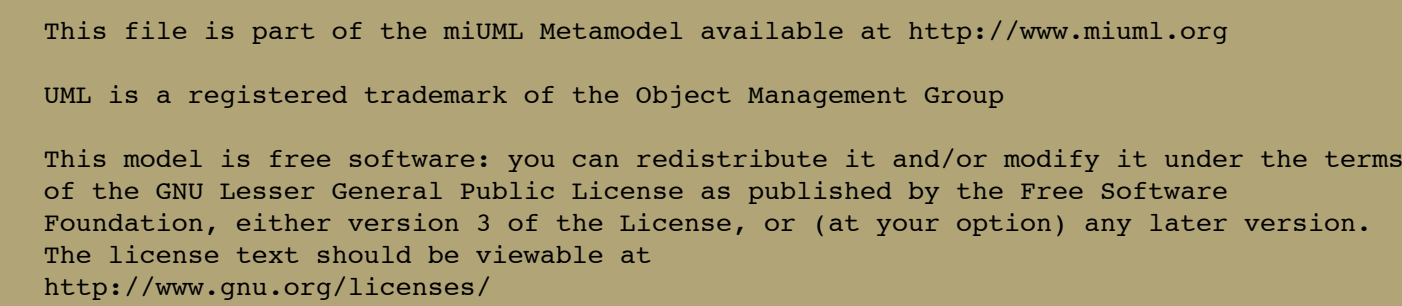 This file is part of the miUML Metamodel available at http://www.miuml.org
UML is a registered trademark of the Object Management Group
This model is free software: you can redistribute it and/or modify it under the terms
of the GNU Lesser General Public License as published by the Free Software
Foundation, either version 3 of the License, or (at your option) any later version.
The license text should be viewable at
http://www.gnu.org/licenses/